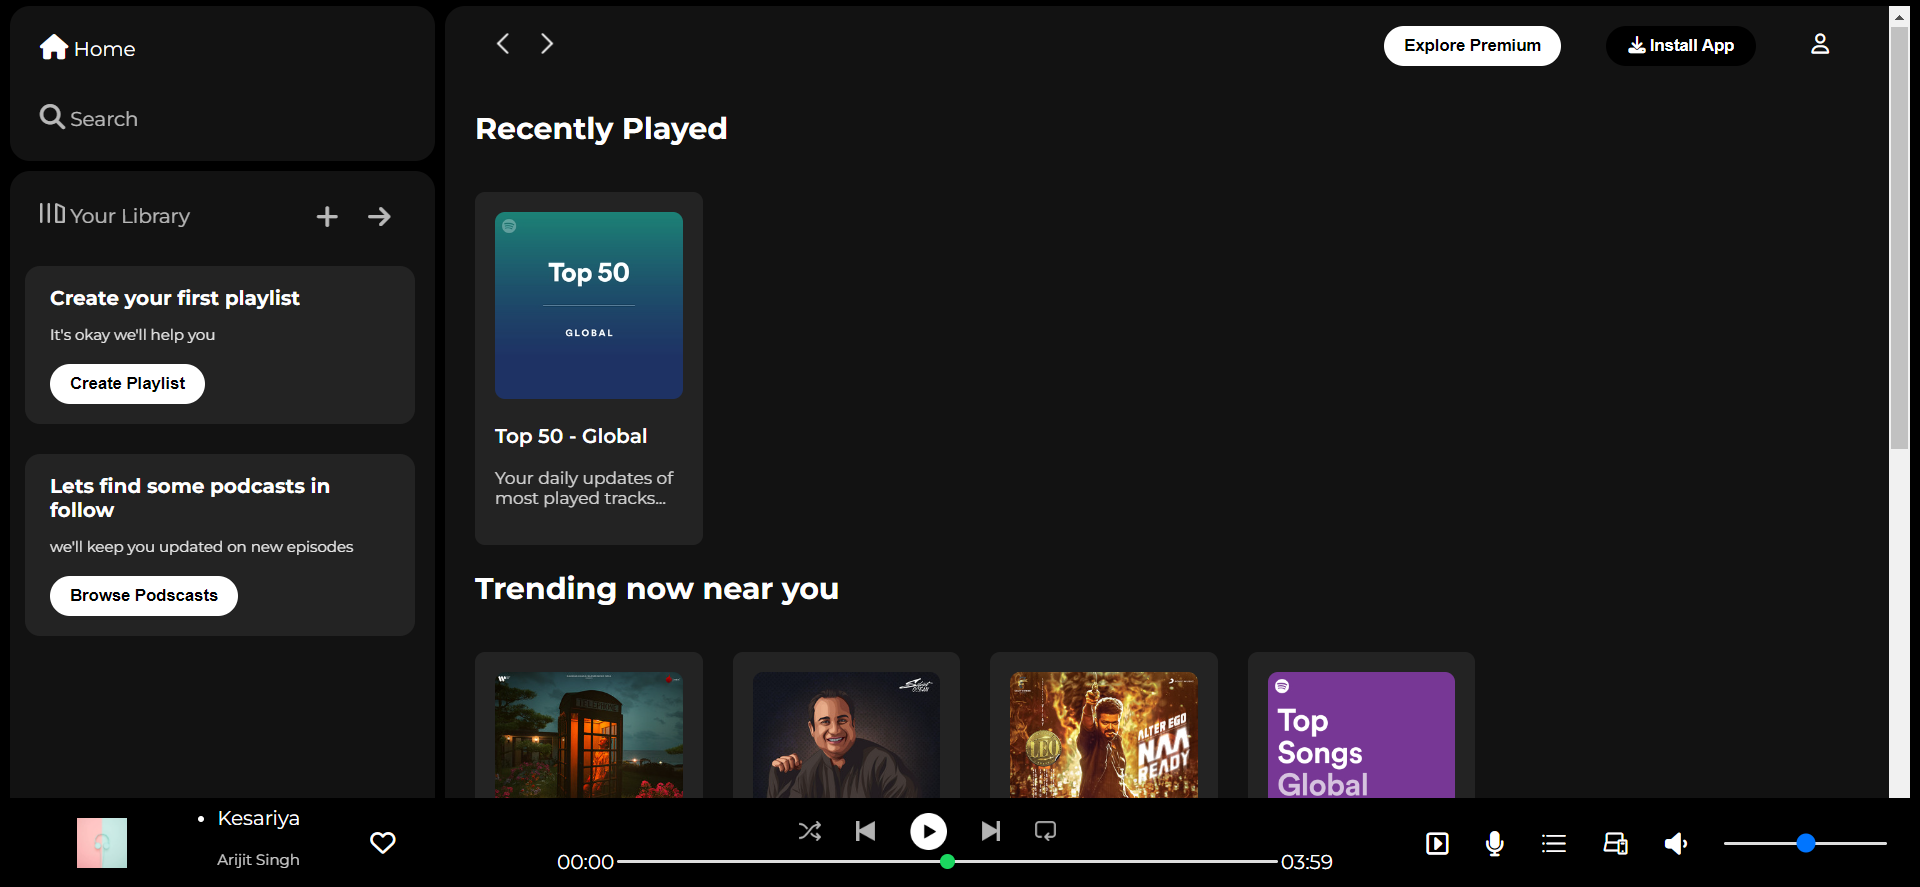 Home
Search
Your Library
Create your first playlist
It's okay we'll help you
Create Playlist
Lets find some podcasts in
follow
we'll keep you updated on new episodes
Browse Podscasts
Explore Premium
Install App
Recently Played
Top 50
GLOBAL
Top 50 - Global
Your daily updates of
most played tracks...
Trending now near you
TELEPHONE
LEO
ALTER EGO
NAA
READY
Top
Songs
Global
Kesariya
Arijit Singh
00:00
03:59